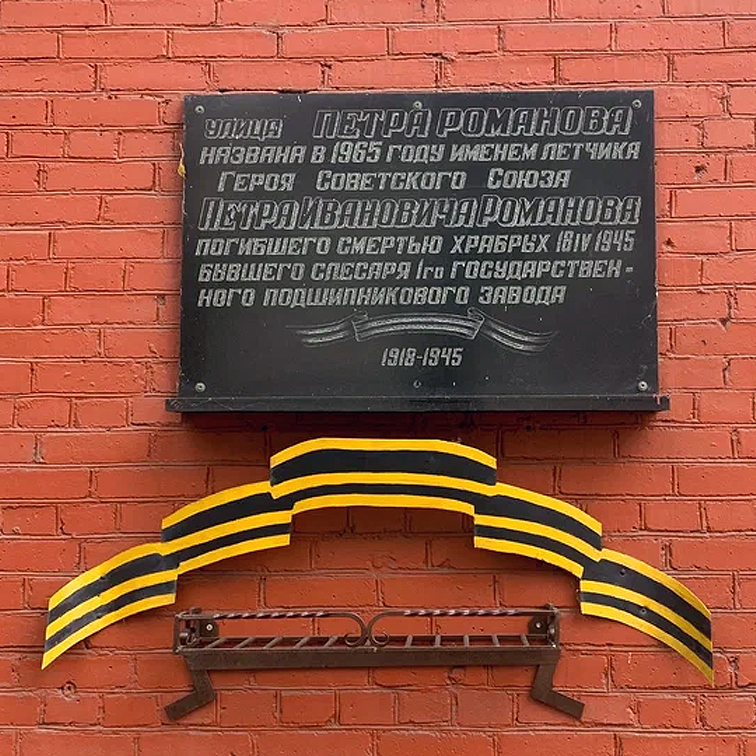 УЛИЦА ПЕТРА РОМАНОВА
НАЗВАНА В 1965 ГОДУ ИМЕНЕМ ЛЕТЧИКА
ГЕРОЯ СОВЕТСКОГО СОЮЗА
ПЕТРА ИВАНОВИЧА РОМАНОВА
ПОГИБШЕГО СМЕРТЬЮ ХРАБРЫХ 18 IV 1945
БЫВШЕГО СЛЕСАРЯ 1го ГОСУДАРСТВЕН-
НОГО ПОДШИПНИКОВОГО ЗАВОДА
1918-1945